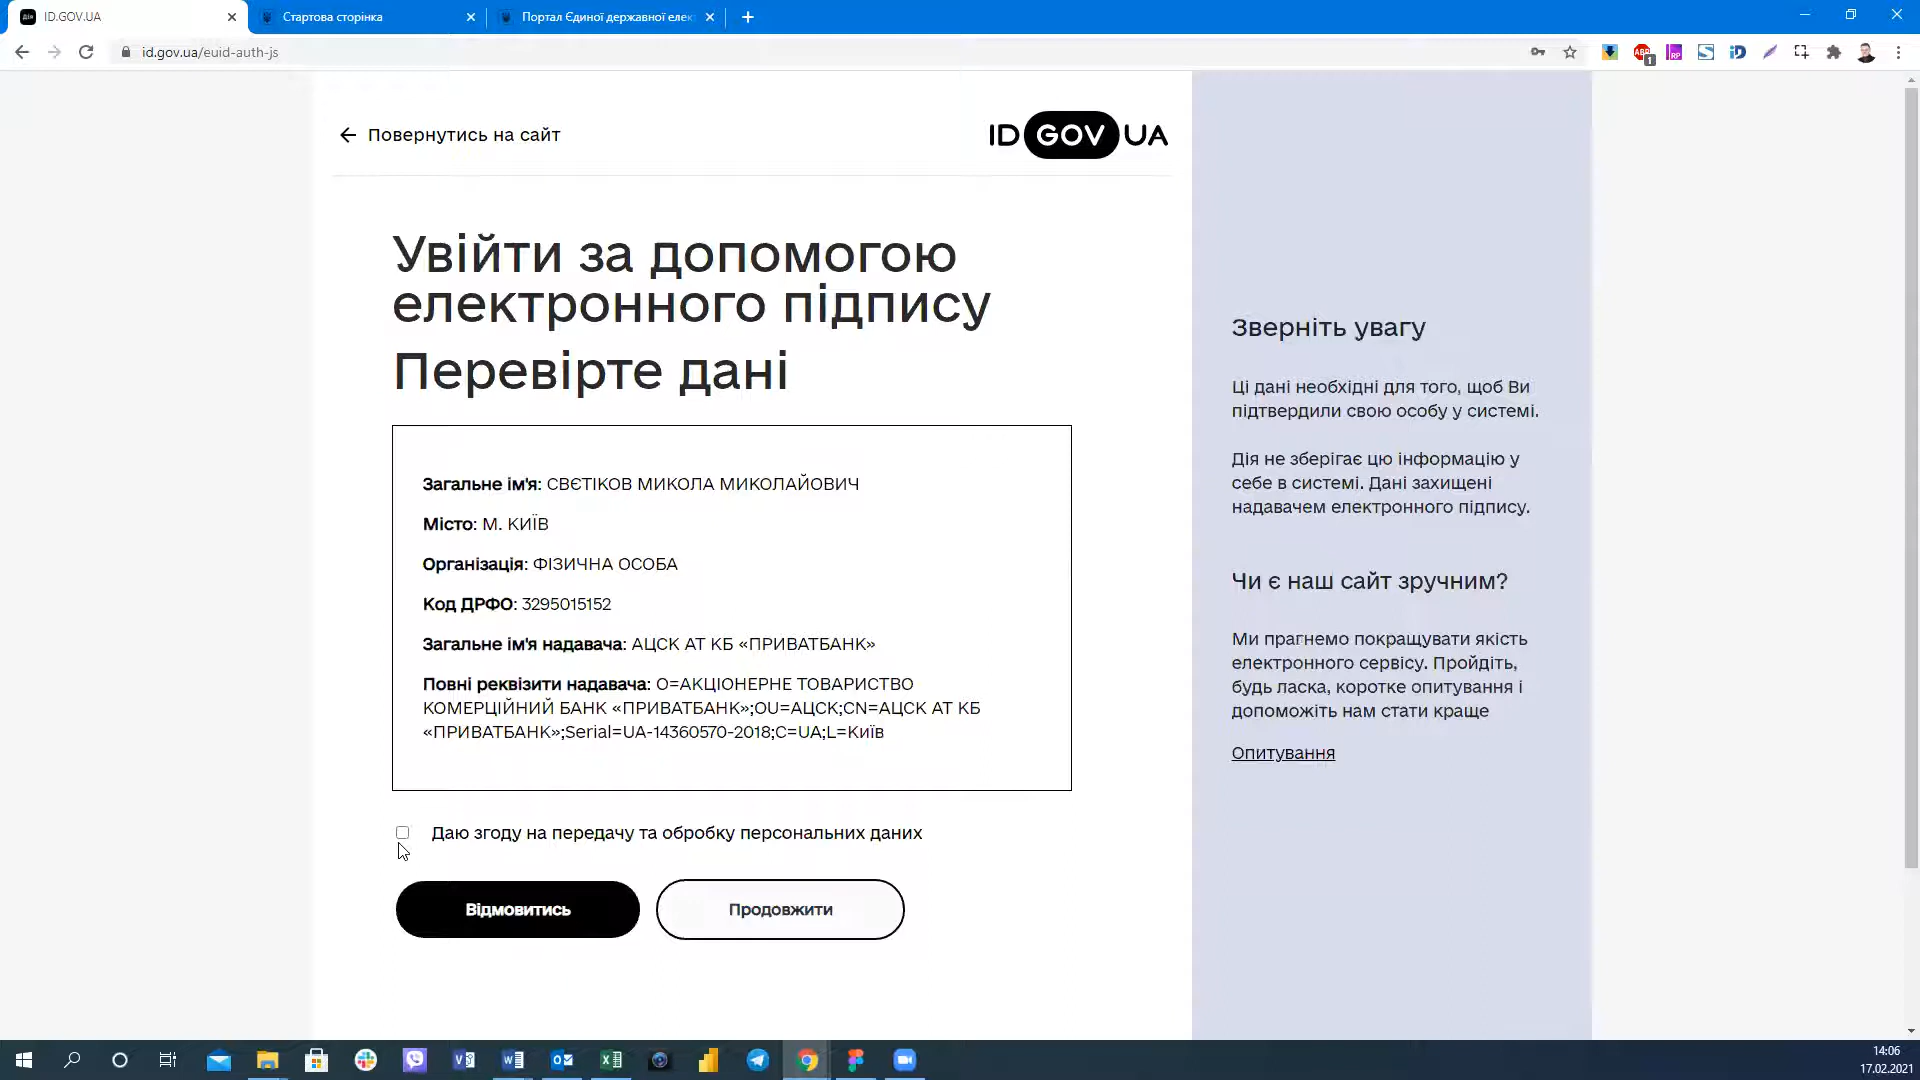 ID.GOV.UA
Стартова сторінка
Портал Єдиної державної елек
id.gov.ua/euid-auth-js
Повернутись на сайт
ID GOV UA
Увійти за допомогою
електронного підпису
Перевірте дані
Загальне ім'я: СВЄТІКОВ МИКОЛА МИКОЛАЙОВИЧ
Місто: М. КИЇВ
Організація: ФІЗИЧНА ОСОБА
Код ДРФО: 3295015152
Загальне ім'я надавача: АЦСК АТ КБ «ПРИВАТБАНК»
Повні реквізити надавача: O=АКЦІОНЕРНЕ ТОВАРИСТВО
КОМЕРЦІЙНИЙ БАНК «ПРИВАТБАНК»;OU=АЦСК;CN=АЦСК АТ КБ
«ПРИВАТБАНК»;Serial=UA-14360570-2018;C=UA;L=Київ
Даю згоду на передачу та обробку персональних даних
Відмовитись
Продовжити
Зверніть увагу
Ці дані необхідні для того, щоб Ви
підтвердили свою особу у системі.
Дія не зберігає цю інформацію у
себе в системі. Дані захищені
надавачем електронного підпису.
Чи є наш сайт зручним?
Ми прагнемо покращувати якість
електронного сервісу. Пройдіть,
будь ласка, коротке опитування і
допоможіть нам стати краще
Опитування
14:06
17.02.2021